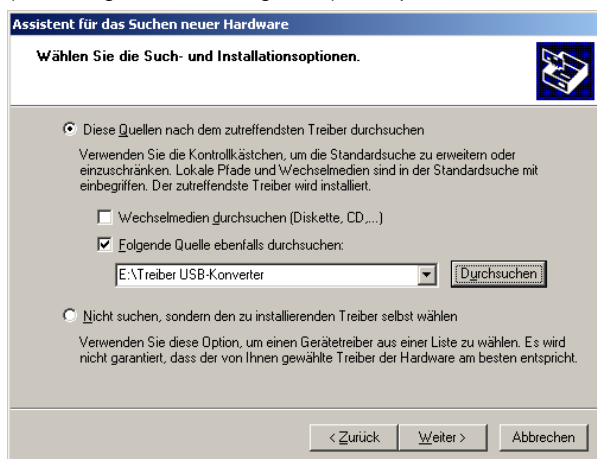 Assistent für das Suchen neuer Hardware
Wählen Sie die Such- und Installationsoptionen.
Diese Quellen nach dem zutreffendsten Treiber durchsuchen
Verwenden Sie die Kontrollkästchen, um die Standardsuche zu erweitern oder
einzuschränken. Lokale Pfade und Wechselmedien sind in der Standardsuche mit
einbegriffen. Der zutreffendste Treiber wird installiert.
Wechselmedien durchsuchen (Diskette, CD,...)
Folgende Quelle ebenfalls durchsuchen:
E:\Treiber USB-Konverter
Durchsuchen
Nicht suchen, sondern den zu installierenden Treiber selbst wählen
Verwenden Sie diese Option, um einen Gerätetreiber aus einer Liste zu wählen. Es wird
nicht garantiert, dass der von Ihnen gewählte Treiber der Hardware am besten entspricht.
< Zurück Weiter > Abbrechen